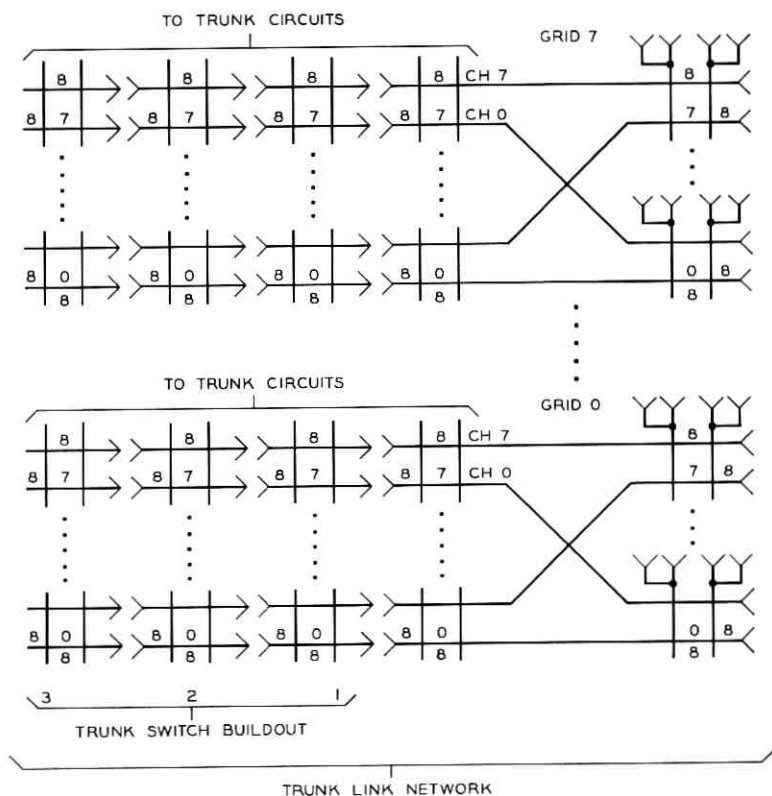 TO TRUNK CIRCUITS
GRID 7
8 8 8 8 CH 7 8
8 7 8 7 8 7 8 7 CH 0 7 8
8 0 8 0 8 0 8 0 0 8
8 8 8 8 8
TO TRUNK CIRCUITS
GRID 0
8 8 8 8 CH 7 8
8 7 8 7 8 7 8 7 CH 0 7 8
8 0 8 0 8 0 8 0 0 8
8 8 8 8 8
3 2 1
TRUNK SWITCH BUILDOUT
TRUNK LINK NETWORK